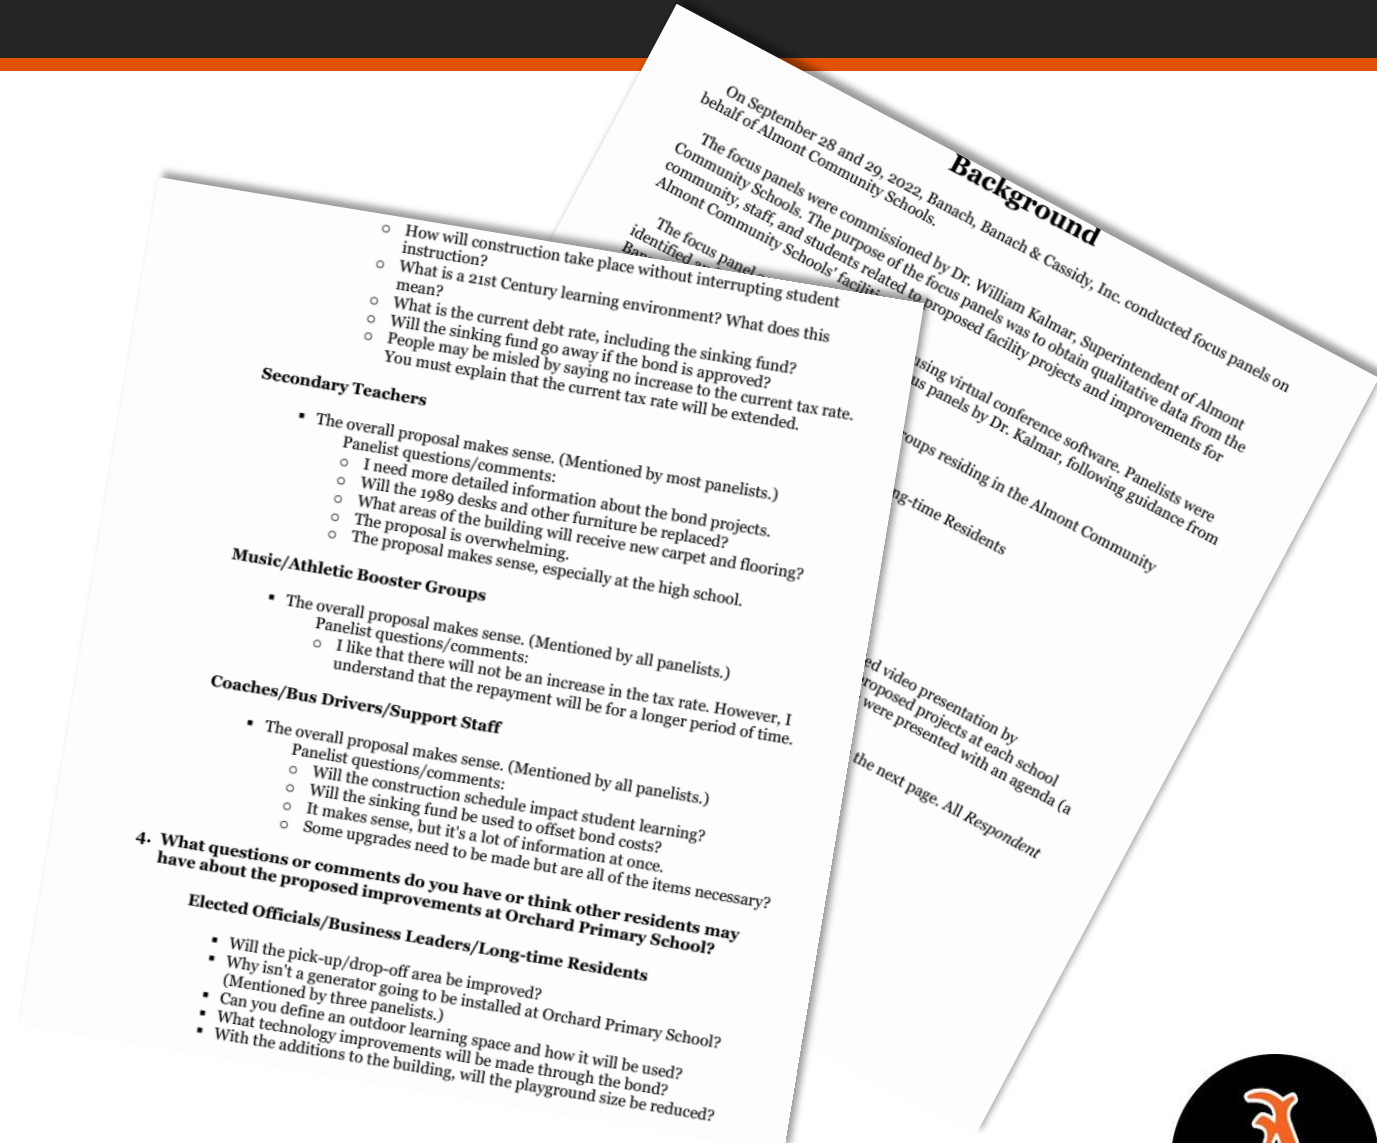 Background
On September 28 and 29, 2022, Banach, Banach & Cassidy, Inc. conducted focus panels on
behalf of Almont Community Schools.
The focus panels were commissioned by Dr. William Kalmar, Superintendent of Almont
Community Schools. The purpose of the focus panels was to obtain qualitative data from the
community, staff, and students related to proposed facility projects and improvements for
Almont Community Schools'
The focus panel
identified
using virtual conference software. Panelists were
panels by Dr. Kalmar, following guidance from
residing in the Almont Community
Residents
video presentation by
projects at each school
were presented with an agenda (a
the next page. All Respondent
○ How will construction take place without interrupting student
instruction?
○ What is a 21st Century learning environment? What does this
mean?
○ What is the current debt rate, including the sinking fund?
○ Will the sinking fund go away if the bond is approved?
○ People may be misled by saying no increase to the current tax rate.
You must explain that the current tax rate will be extended.
Secondary Teachers
▪ The overall proposal makes sense. (Mentioned by most panelists.)
Panelist questions/comments:
○ I need more detailed information about the bond projects.
○ Will the 1989 desks and other furniture be replaced?
○ What areas of the building will receive new carpet and flooring?
○ The proposal is overwhelming.
○ The proposal makes sense, especially at the high school.
Music/Athletic Booster Groups
▪ The overall proposal makes sense. (Mentioned by all panelists.)
Panelist questions/comments:
○ I like that there will not be an increase in the tax rate. However, I
understand that the repayment will be for a longer period of time.
Coaches/Bus Drivers/Support Staff
▪ The overall proposal makes sense. (Mentioned by all panelists.)
Panelist questions/comments:
○ Will the construction schedule impact student learning?
○ Will the sinking fund be used to offset bond costs?
○ It makes sense, but it's a lot of information at once.
○ Some upgrades need to be made but are all of the items necessary?
4. What questions or comments do you have or think other residents may
have about the proposed improvements at Orchard Primary School?
Elected Officials/Business Leaders/Long-time Residents
▪ Will the pick-up/drop-off area be improved?
▪ Why isn't a generator going to be installed at Orchard Primary School?
(Mentioned by three panelists.)
▪ Can you define an outdoor learning space and how it will be used?
▪ What technology improvements will be made through the bond?
▪ With the additions to the building, will the playground size be reduced?
A